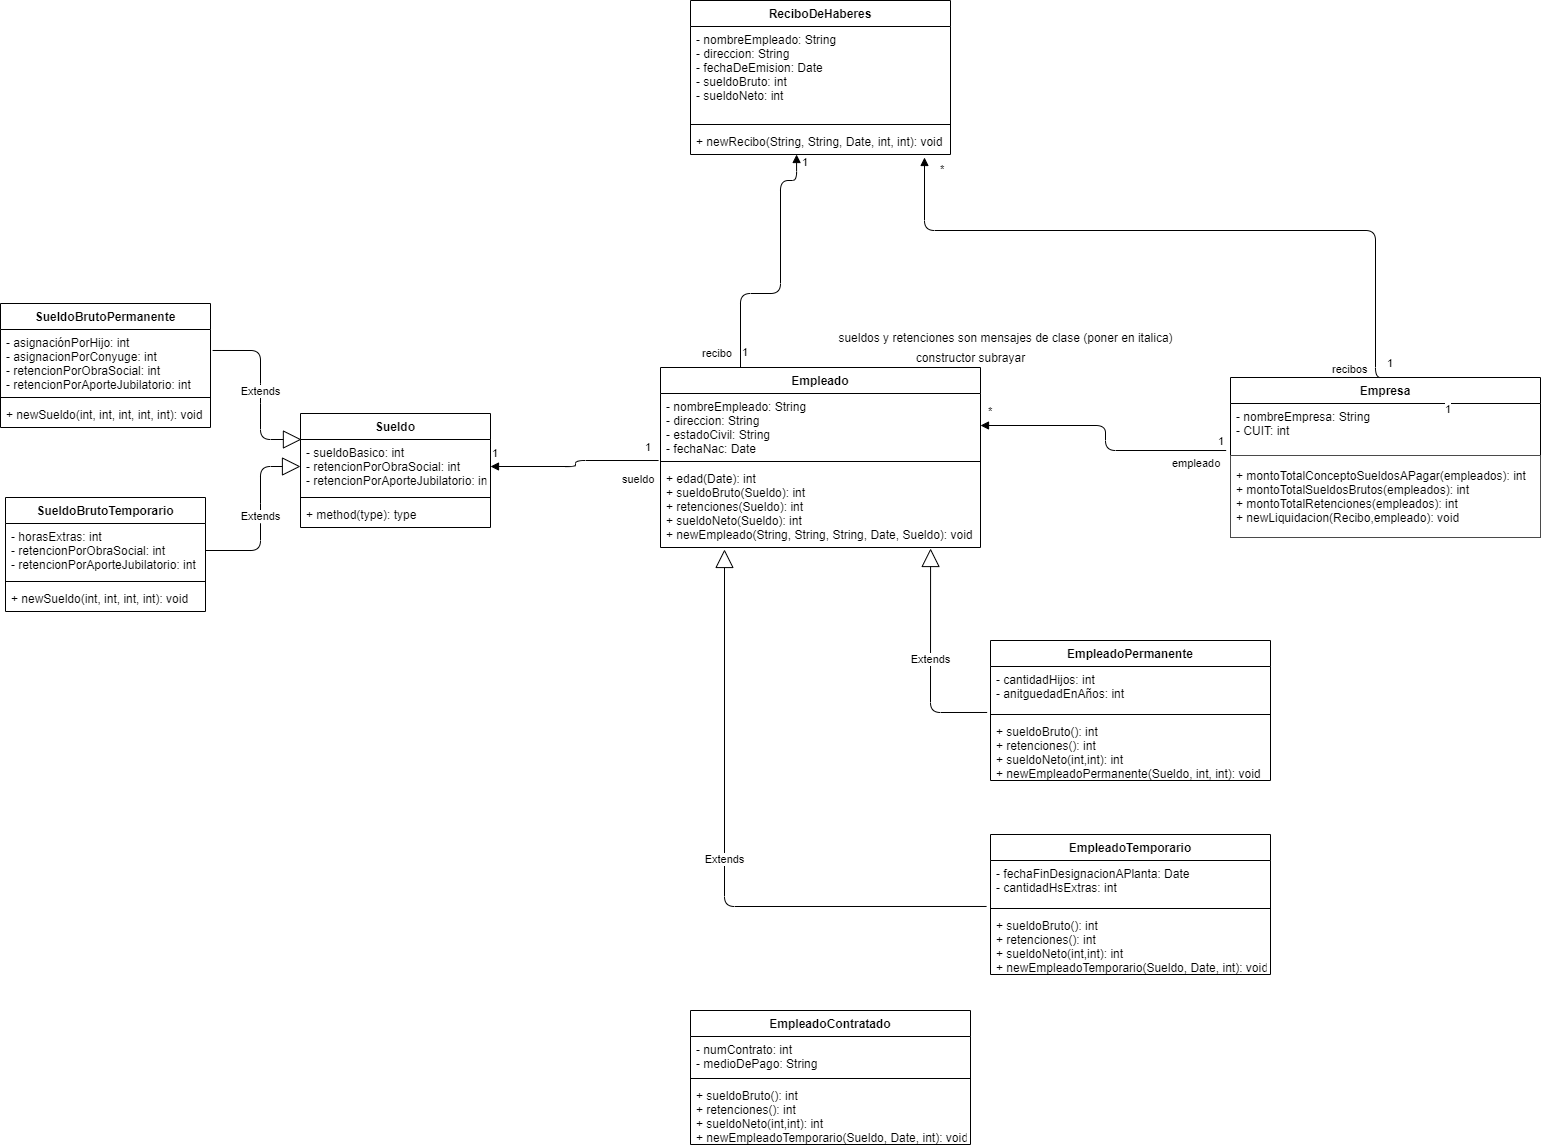 ReciboDeHaberes
- nombreEmpleado: String
- direccion: String
- fechaDeEmision: Date
- sueldoBruto: int
- sueldoNeto: int
+ newRecibo(String, String, Date, int, int): void
1
*
SueldoBrutoPermanente
- asignaciónPorHijo: int
- asignacionPorConyuge: int
- retencionPorObraSocial: int
- retencionPorAporteJubilatorio: int
+ newSueldo(int, int, int, int, int): void
Extends
SueldoBrutoTemporario
- horasExtras: int
- retencionPorObraSocial: int
- retencionPorAporteJubilatorio: int
+ newSueldo(int, int, int, int): void
Extends
Sueldo
- sueldoBasico: int
- retencionPorObraSocial: int
- retencionPorAporteJubilatorio: in
+ method(type): type
1
1
sueldo
recibo
1
sueldos y retenciones son mensajes de clase (poner en italica)
constructor subrayar
Empleado
- nombreEmpleado: String
- direccion: String
- estadoCivil: String
- fechaNac: Date
+ edad(Date): int
+ sueldoBruto(Sueldo): int
+ retenciones(Sueldo): int
+ sueldoNeto(Sueldo): int
+ newEmpleado(String, String, String, Date, Sueldo): void
*
1
empleado
recibos
1
Empresa
1
- nombreEmpresa: String
- CUIT: int
+ montoTotalConceptoSueldosAPagar(empleados): int
+ montoTotalSueldosBrutos(empleados): int
+ montoTotalRetenciones(empleados): int
+ newLiquidacion(Recibo,empleado): void
Extends
EmpleadoPermanente
- cantidadHijos: int
- anitguedadEnAños: int
+ sueldoBruto(): int
+ retenciones(): int
+ sueldoNeto(int,int): int
+ newEmpleadoPermanente(Sueldo, int, int): void
Extends
EmpleadoTemporario
- fechaFinDesignacionAPlanta: Date
- cantidadHsExtras: int
+ sueldoBruto(): int
+ retenciones(): int
+ sueldoNeto(int,int): int
+ newEmpleadoTemporario(Sueldo, Date, int): void
EmpleadoContratado
- numContrato: int
- medioDePago: String
+ sueldoBruto(): int
+ retenciones(): int
+ sueldoNeto(int,int): int
+ newEmpleadoTemporario(Sueldo, Date, int): void